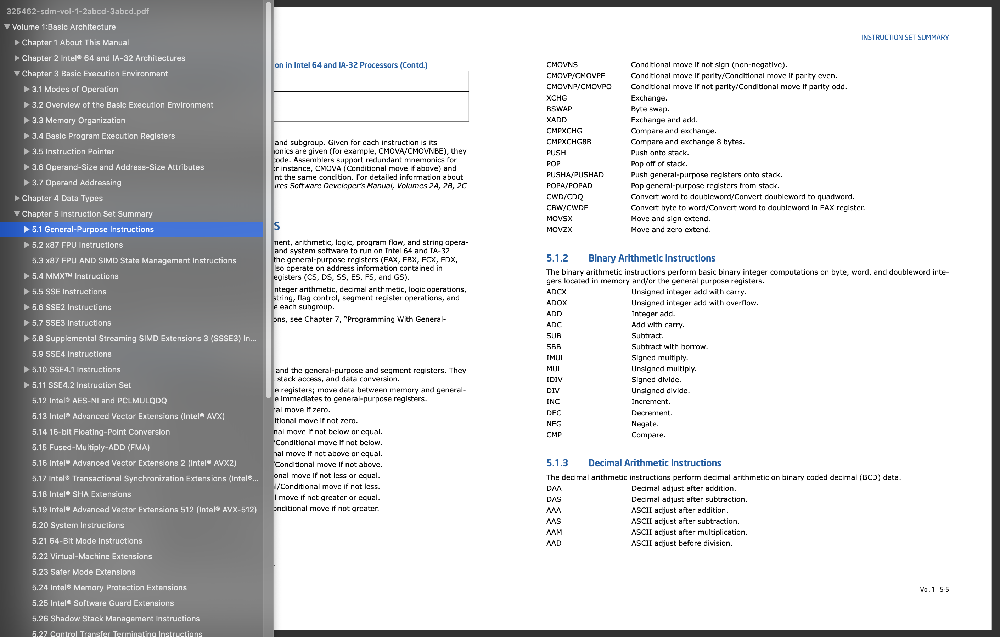 325462-sdm-vol-1-2abcd-3abcd.pdf
Volume 1:Basic Architecture
Chapter 1 About This Manual
Chapter 2 Intel® 64 and IA-32 Architectures
Chapter 3 Basic Execution Environment
3.1 Modes of Operation
3.2 Overview of the Basic Execution Environment
3.3 Memory Organization
3.4 Basic Program Execution Registers
3.5 Instruction Pointer
3.6 Operand-Size and Address-Size Attributes
3.7 Operand Addressing
Chapter 4 Data Types
Chapter 5 Instruction Set Summary
5.1 General-Purpose Instructions
5.2 x87 FPU Instructions
5.3 x87 FPU AND SIMD State Management Instructions
5.4 MMX™ Instructions
5.5 SSE Instructions
5.6 SSE2 Instructions
5.7 SSE3 Instructions
5.8 Supplemental Streaming SIMD Extensions 3 (SSSE3) In...
5.9 SSE4 Instructions
5.10 SSE4.1 Instructions
5.11 SSE4.2 Instruction Set
5.12 Intel® AES-NI and PCLMULQDQ
5.13 Intel® Advanced Vector Extensions (Intel® AVX)
5.14 16-bit Floating-Point Conversion
5.15 Fused-Multiply-ADD (FMA)
5.16 Intel® Advanced Vector Extensions 2 (Intel® AVX2)
5.17 Intel® Transactional Synchronization Extensions (Intel®...
5.18 Intel® SHA Extensions
5.19 Intel® Advanced Vector Extensions 512 (Intel® AVX-512)
5.20 System Instructions
5.21 64-Bit Mode Instructions
5.22 Virtual-Machine Extensions
5.23 Safer Mode Extensions
5.24 Intel® Memory Protection Extensions
5.25 Intel® Software Guard Extensions
5.26 Shadow Stack Management Instructions
5.27 Control Transfer Terminating Instructions
ion in Intel 64 and IA-32 Processors (Contd.)
and subgroup. Given for each instruction is its
onics are given (for example, CMOVA/CMOVNBE), they
code. Assemblers support redundant mnemonics for
or instance, CMOVA (Conditional move if above) and
ent the same condition. For detailed information about
ures Software Developer's Manual, Volumes 2A, 2B, 2C
S
ment, arithmetic, logic, program flow, and string opera-
and system software to run on Intel 64 and IA-32
the general-purpose registers (EAX, EBX, ECX, EDX,
lso operate on address information contained in
egisters (CS, DS, SS, ES, FS, and GS).
integer arithmetic, decimal arithmetic, logic operations,
string, flag control, segment register operations, and
e each subgroup.
ons, see Chapter 7, “Programming With General-
and the general-purpose and segment registers. They
, stack access, and data conversion.
se registers; move data between memory and general-
e immediates to general-purpose registers.
nal move if zero.
litional move if not zero.
nal move if not below or equal.
/Conditional move if not below.
nal move if not above or equal.
/Conditional move if not above.
onal move if not less or equal.
al/Conditional move if not less.
l move if not greater or equal.
onditional move if not greater.
.
INSTRUCTION SET SUMMARY
CMOVNS Conditional move if not sign (non-negative).
CMOVP/CMOVPE Conditional move if parity/Conditional move if parity even.
CMOVNP/CMOVPO Conditional move if not parity/Conditional move if parity odd.
XCHG Exchange.
BSWAP Byte swap.
XADD Exchange and add.
CMPXCHG Compare and exchange.
CMPXCHG8B Compare and exchange 8 bytes.
PUSH Push onto stack.
POP Pop off of stack.
PUSHA/PUSHAD Push general-purpose registers onto stack.
POPA/POPAD Pop general-purpose registers from stack.
CWD/CDQ Convert word to doubleword/Convert doubleword to quadword.
CBW/CWDE Convert byte to word/Convert word to doubleword in EAX register.
MOVSX Move and sign extend.
MOVZX Move and zero extend.
5.1.2 Binary Arithmetic Instructions
The binary arithmetic instructions perform basic binary integer computations on byte, word, and doubleword inte-
gers located in memory and/or the general purpose registers.
ADCX Unsigned integer add with carry.
ADOX Unsigned integer add with overflow.
ADD Integer add.
ADC Add with carry.
SUB Subtract.
SBB Subtract with borrow.
IMUL Signed multiply.
MUL Unsigned multiply.
IDIV Signed divide.
DIV Unsigned divide.
INC Increment.
DEC Decrement.
NEG Negate.
CMP Compare.
5.1.3 Decimal Arithmetic Instructions
The decimal arithmetic instructions perform decimal arithmetic on binary coded decimal (BCD) data.
DAA Decimal adjust after addition.
DAS Decimal adjust after subtraction.
AAA ASCII adjust after addition.
AAS ASCII adjust after subtraction.
AAM ASCII adjust after multiplication.
AAD ASCII adjust before division.
Vol. 1 5-5